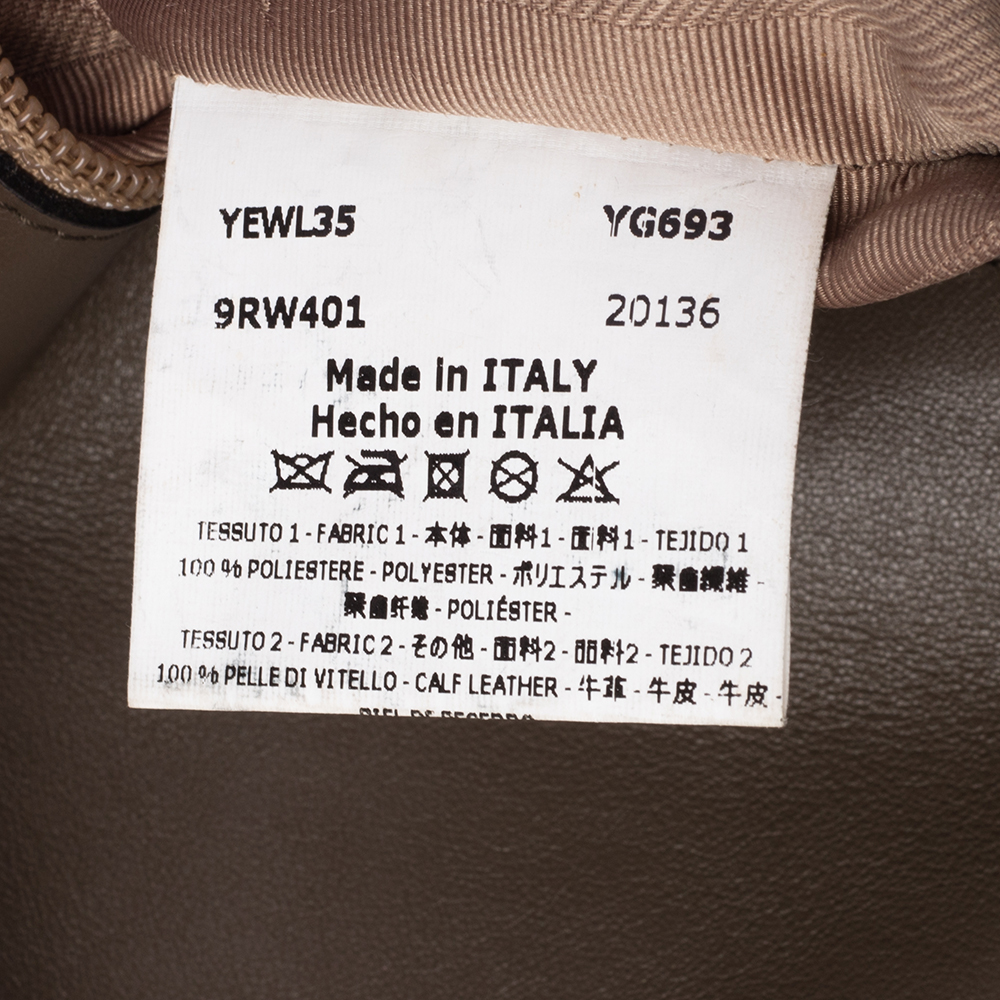 YEWL35 YG693
9RW401 20136
Made in ITALY
Hecho en ITALIA
TESSUTO 1 - FABRIC 1 - 本体 - 面料1 - 面料1 - TEJIDO 1
100 % POLIESTERE - POLYESTER - ポリエステル - 聚酯纖維 -
聚酯纤维 - POLIÉSTER -
TESSUTO 2 - FABRIC 2 - その他 - 面料2 - 面料2 - TEJIDO 2
100 % PELLE DI VITELLO - CALF LEATHER - 牛革 - 牛皮 - 牛皮 -